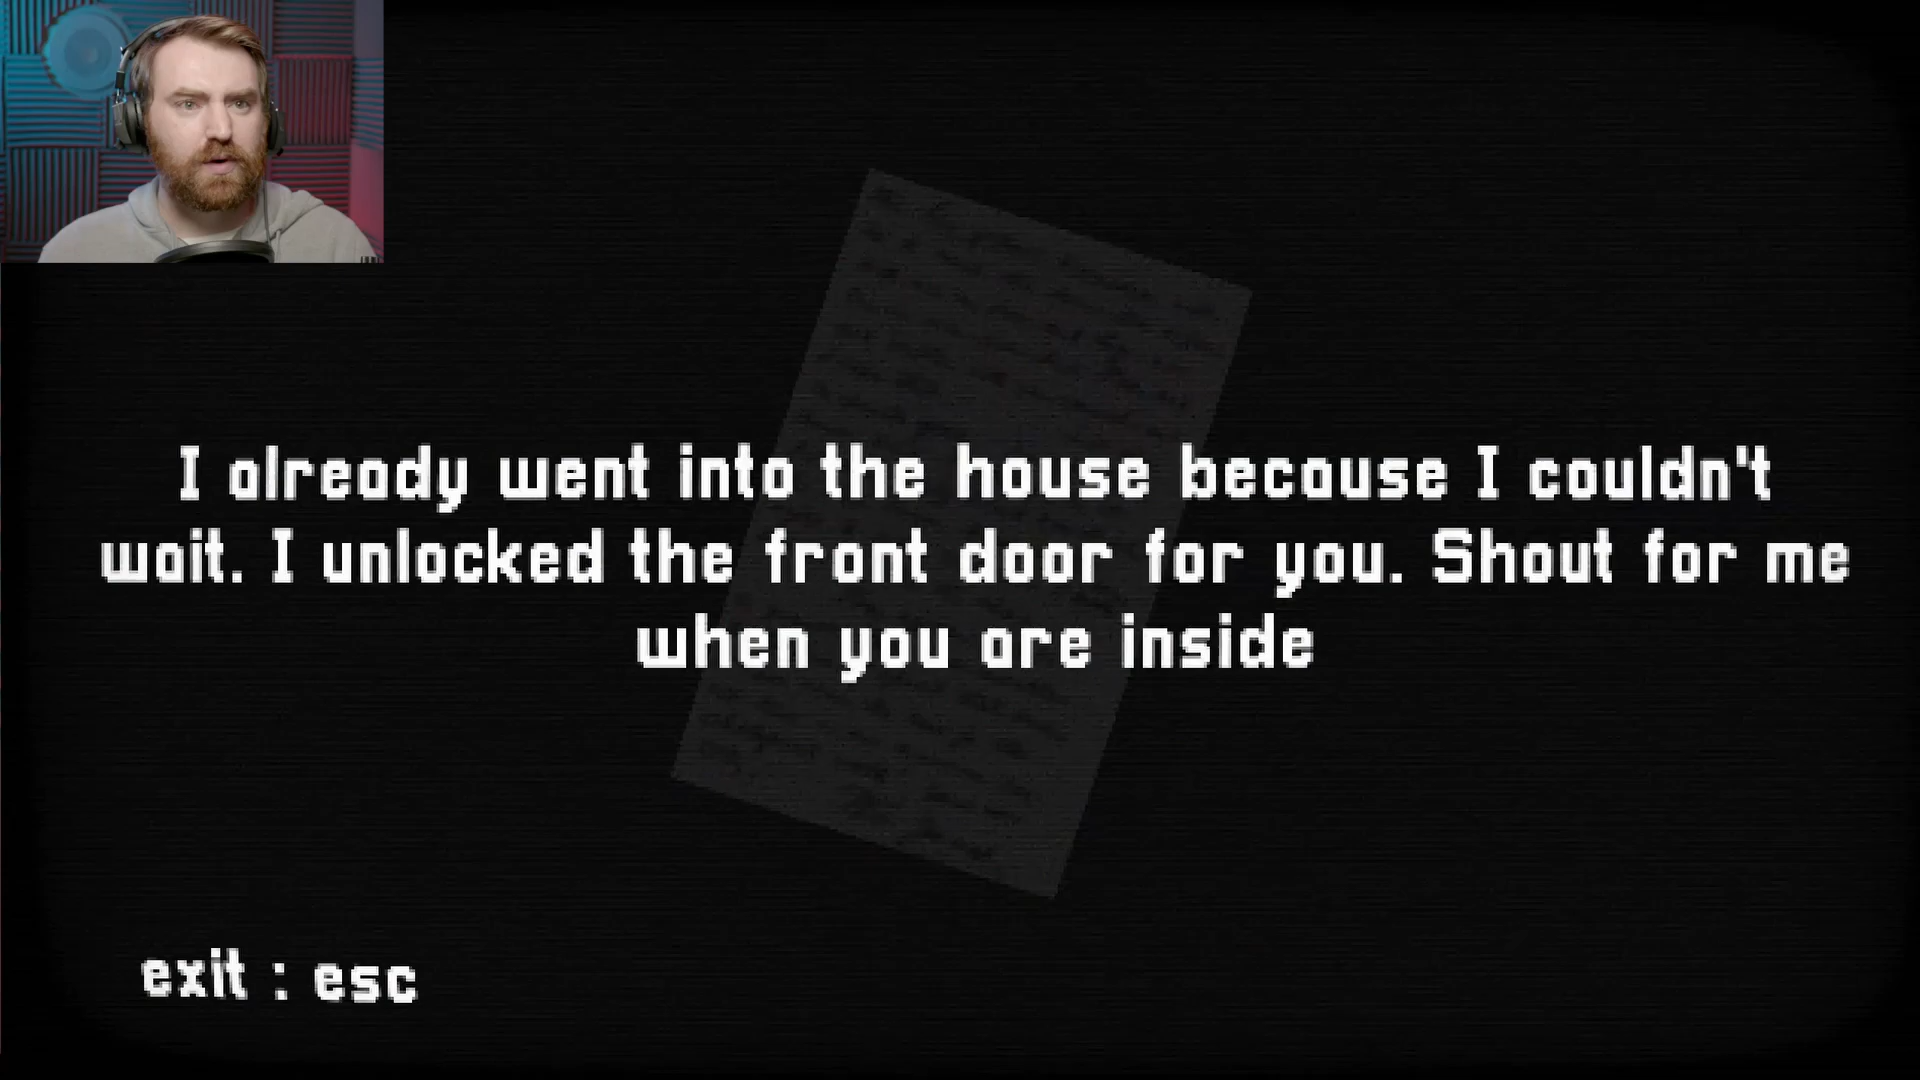 I already went into the house because I couldn't
wait. I unlocked the front door for you. Shout for me
when you are inside
exit : esc